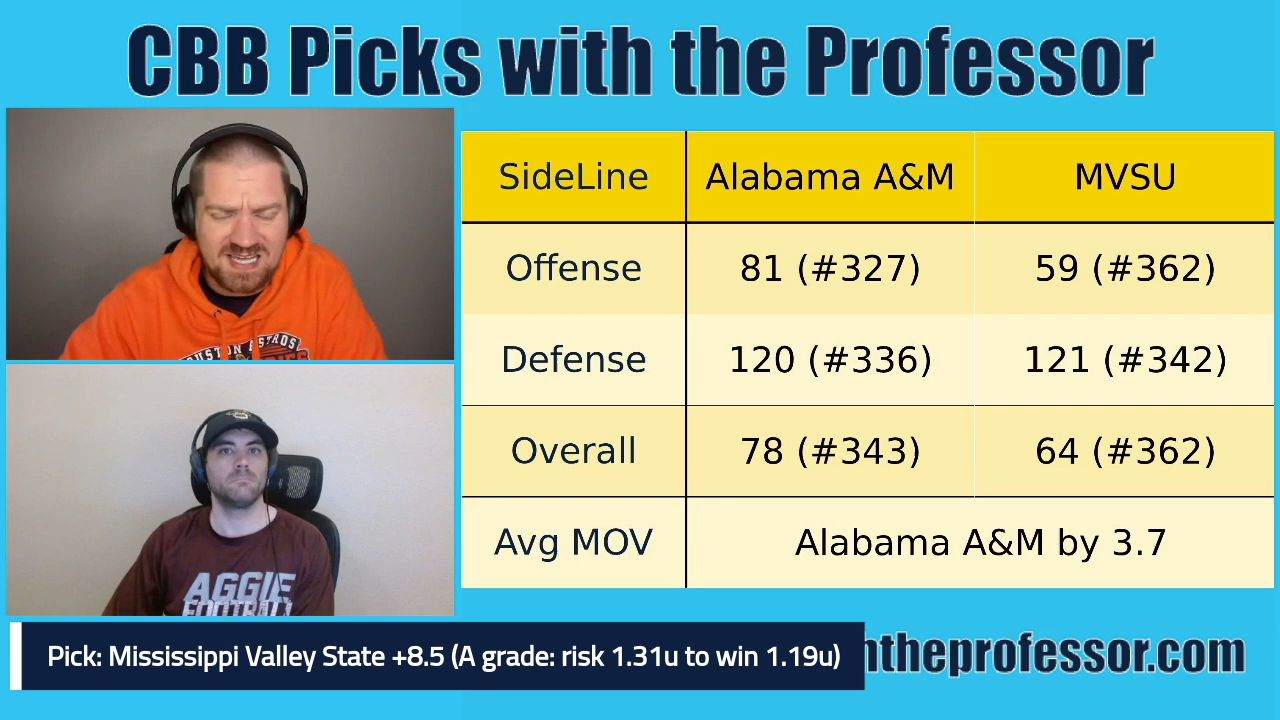 CBB Picks with the Professor
SideLine Alabama A&M MVSU
Offense 81 (#327) 59 (#362)
Defense 120 (#336) 121 (#342)
Overall 78 (#343) 64 (#362)
Avg MOV Alabama A&M by 3.7
AGGIE
FOOTBALL
Pick: Mississippi Valley State +8.5 (A grade: risk 1.31u to win 1.19u)
ntheprofessor.com